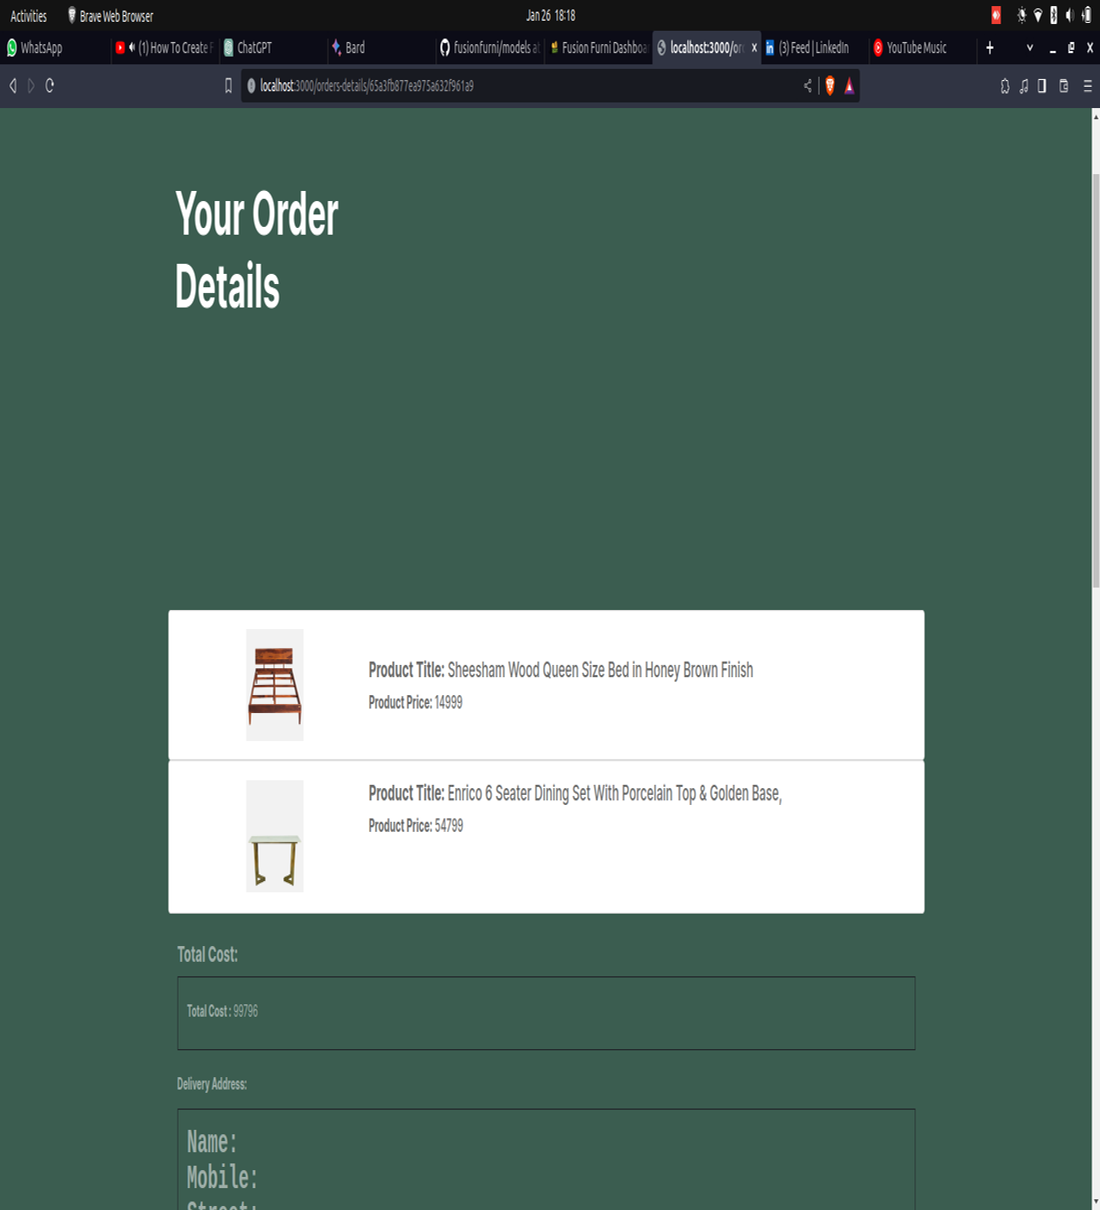 Activities Brave Web Browser Jan 26 18:18
WhatsApp (1) How To Create F ChatGPT Bard fusionfurni/models at Fusion Furni Dashboa localhost:3000/or x (3) Feed | LinkedIn YouTube Music +
localhost:3000/orders-details/65a3fb877ea975a632f961a9
Your Order
Details
Product Title: Sheesham Wood Queen Size Bed in Honey Brown Finish
Product Price: 14999
Product Title: Enrico 6 Seater Dining Set With Porcelain Top & Golden Base,
Product Price: 54799
Total Cost:
Total Cost : 99796
Delivery Address:
Name:
Mobile:
Street: